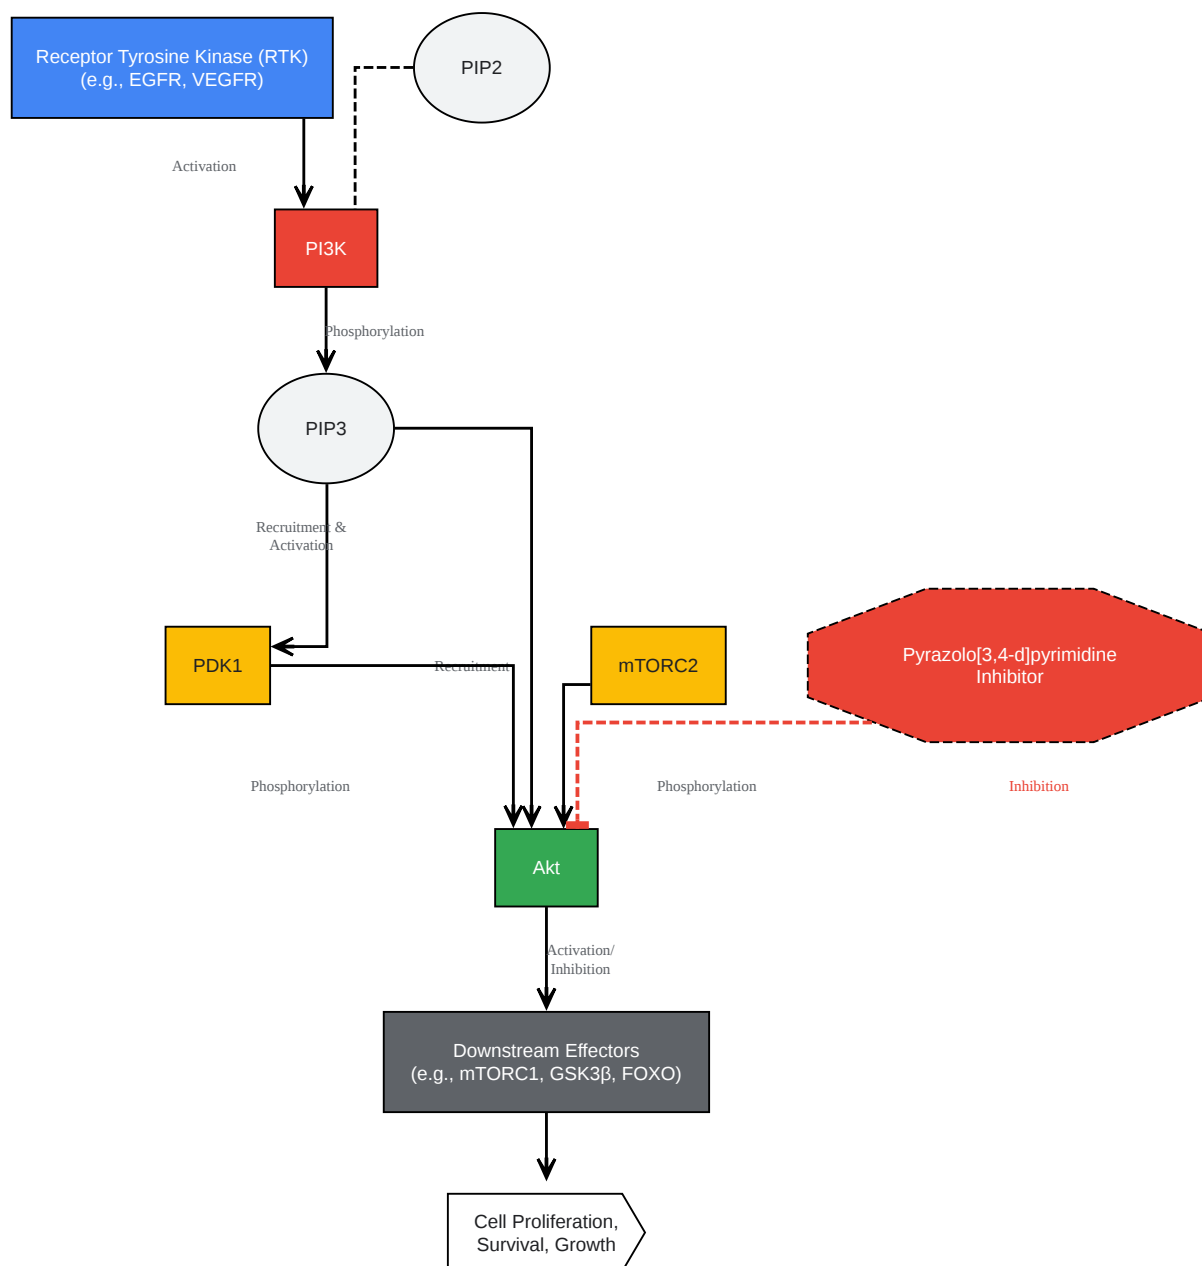 Receptor Tyrosine Kinase (RTK)
(e.g., EGFR, VEGFR)
PIP2
Activation
PI3K
Phosphorylation
PIP3
Recruitment &
Activation
PDK1
Recruitment
mTORC2
Pyrazolo[3,4-d]pyrimidine
Inhibitor
Phosphorylation
Phosphorylation
Inhibition
Akt
Activation/
Inhibition
Downstream Effectors
(e.g., mTORC1, GSK3β, FOXO)
Cell Proliferation,
Survival, Growth